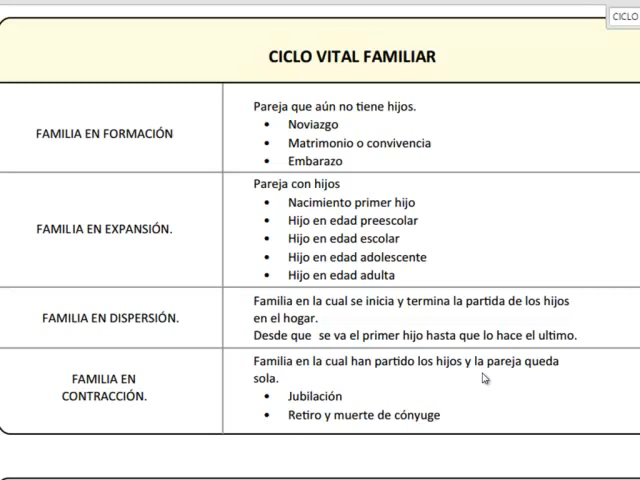 CICLO
CICLO VITAL FAMILIAR
FAMILIA EN FORMACIÓN
Pareja que aún no tiene hijos.
• Noviazgo
• Matrimonio o convivencia
• Embarazo
FAMILIA EN EXPANSIÓN.
Pareja con hijos
• Nacimiento primer hijo
• Hijo en edad preescolar
• Hijo en edad escolar
• Hijo en edad adolescente
• Hijo en edad adulta
FAMILIA EN DISPERSIÓN.
Familia en la cual se inicia y termina la partida de los hijos
en el hogar.
Desde que se va el primer hijo hasta que lo hace el ultimo.
FAMILIA EN
CONTRACCIÓN.
Familia en la cual han partido los hijos y la pareja queda
sola.
• Jubilación
• Retiro y muerte de cónyuge